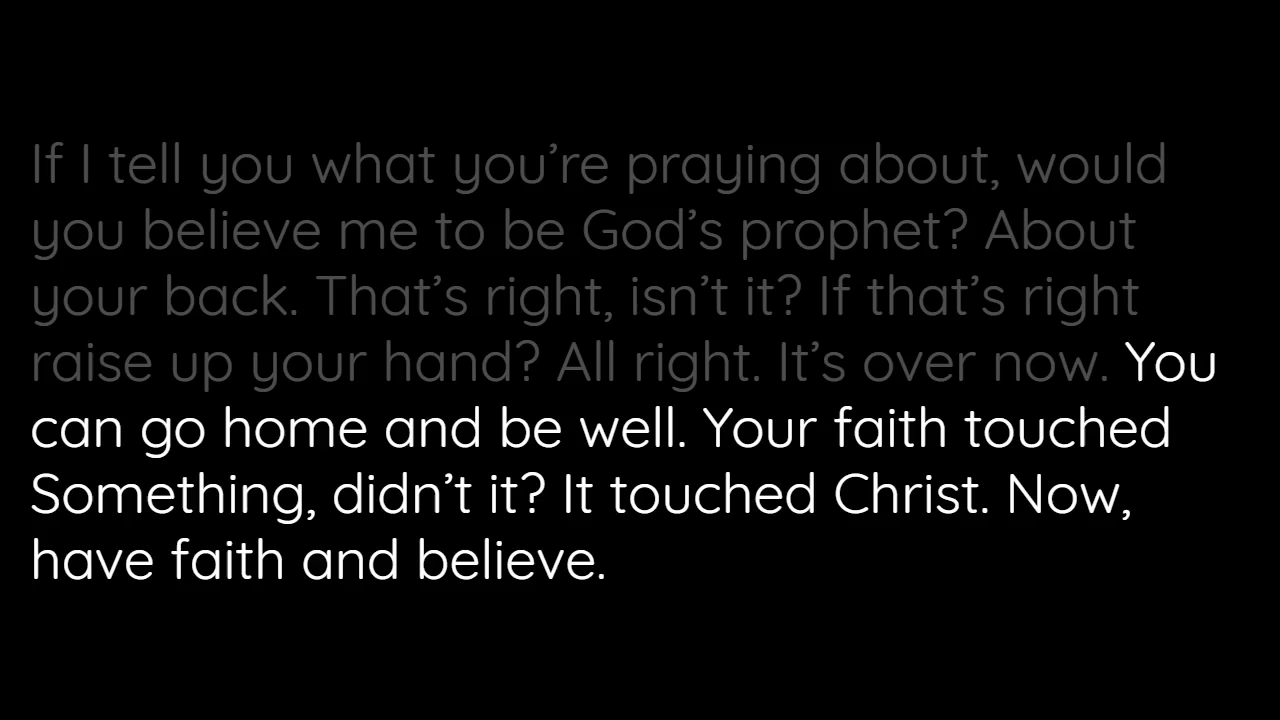 If I tell you what you’re praying about, would
you believe me to be God’s prophet? About
your back. That’s right, isn’t it? If that’s right
raise up your hand? All right. It’s over now. You
can go home and be well. Your faith touched
Something, didn’t it? It touched Christ. Now,
have faith and believe.